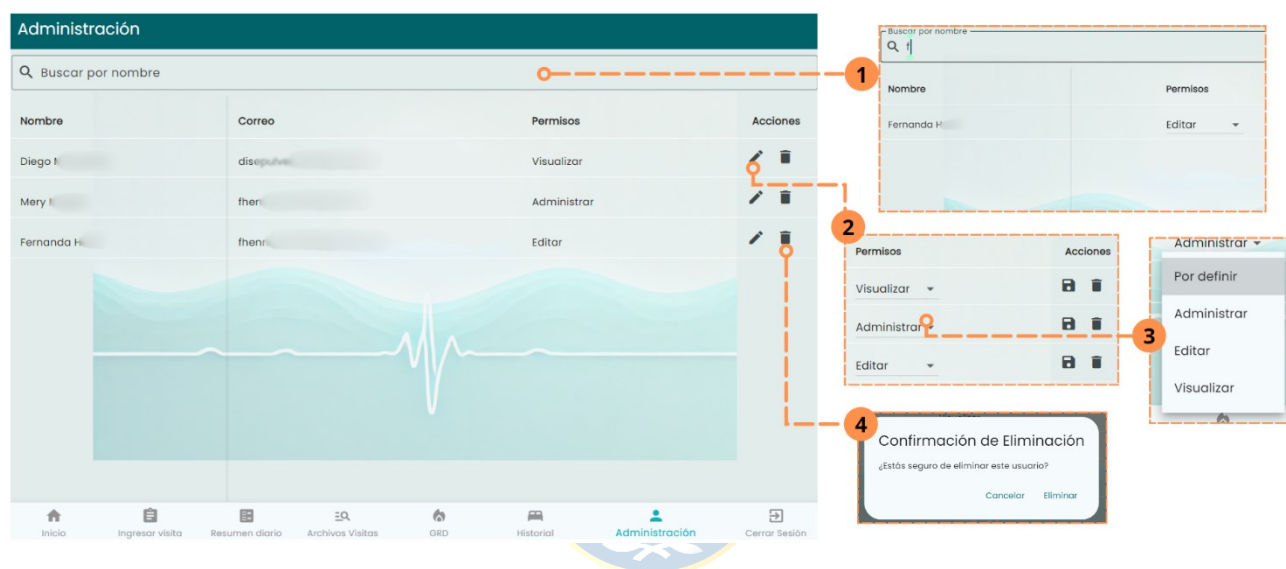 Administración
Buscar por nombre
Nombre Correo Permisos Acciones
Diego Visualizar
Mery Administrar
Fernanda Editar
Inicio Ingresar visita Resumen diario Archivos Visitas GRD Historial Administración Cerrar Sesión
1
Buscar por nombre
f
Nombre Permisos
Fernanda H Editar
2
Permisos Acciones
Visualizar
Administrar
Editar
3
Administrar
Por definir
Administrar
Editar
Visualizar
4
Confirmación de Eliminación
¿Estás seguro de eliminar este usuario?
Cancelar Eliminar